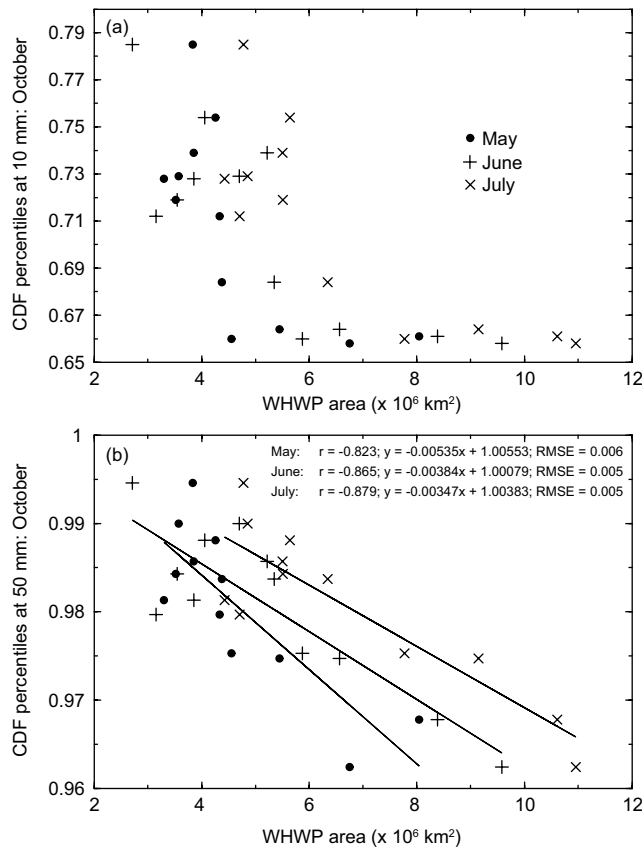 (a)
CDF percentiles at 10 mm: October
0.79
0.77
0.75
0.73
0.71
0.69
0.67
0.65
May
June
July
2 4 6 8 10 12
WHWP area (x 10⁶ km²)
(b)
CDF percentiles at 50 mm: October
1
0.99
0.98
0.97
0.96
May: r = -0.823; y = -0.00535x + 1.00553; RMSE = 0.006
June: r = -0.865; y = -0.00384x + 1.00079; RMSE = 0.005
July: r = -0.879; y = -0.00347x + 1.00383; RMSE = 0.005
2 4 6 8 10 12
WHWP area (x 10⁶ km²)